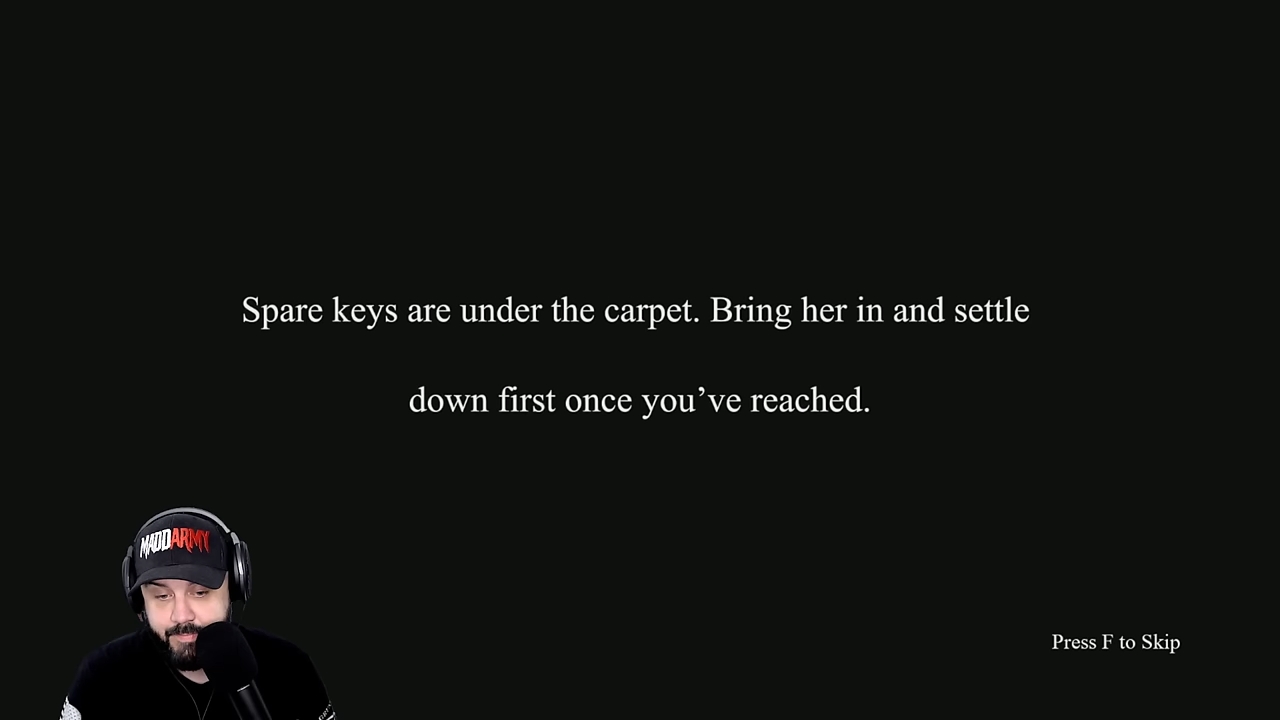 Spare keys are under the carpet. Bring her in and settle
down first once you’ve reached.
MADDARMY
Press F to Skip